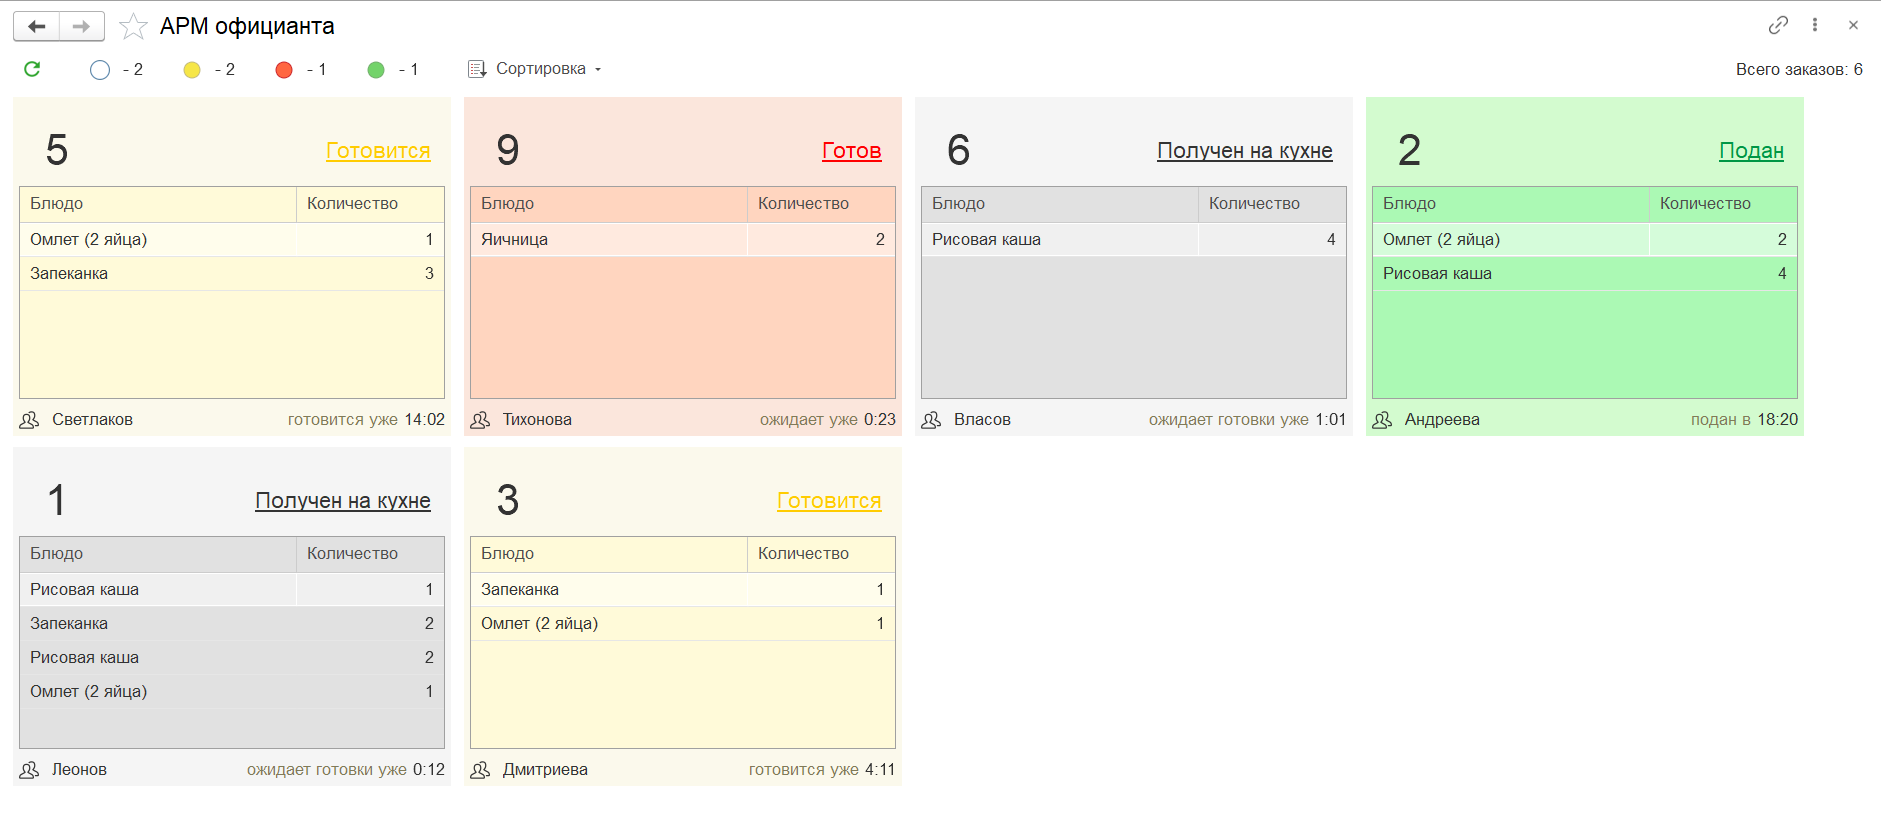 АРМ официанта
- 2 - 2 - 1 - 1 Сортировка Всего заказов: 6
5 Готовится
Блюдо Количество
Омлет (2 яйца) 1
Запеканка 3
Светлаков готовится уже 14:02
9 Готов
Блюдо Количество
Яичница 2
Тихонова ожидает уже 0:23
6 Получен на кухне
Блюдо Количество
Рисовая каша 4
Власов ожидает готовки уже 1:01
2 Подан
Блюдо Количество
Омлет (2 яйца) 2
Рисовая каша 4
Андреева подан в 18:20
1 Получен на кухне
Блюдо Количество
Рисовая каша 1
Запеканка 2
Рисовая каша 2
Омлет (2 яйца) 1
Леонов ожидает готовки уже 0:12
3 Готовится
Блюдо Количество
Запеканка 1
Омлет (2 яйца) 1
Дмитриева готовится уже 4:11